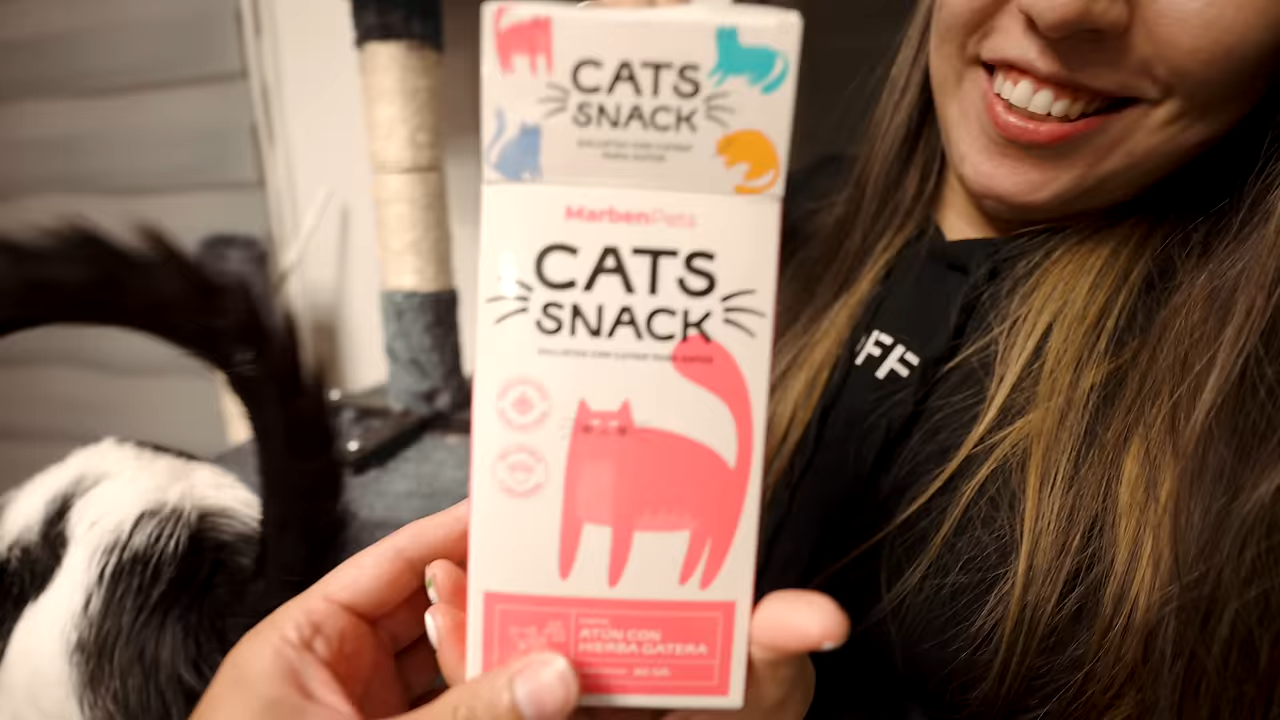 CATS
SNACK
MarbenPets
CATS
SNACK
ATÚN CON
HIERBA GATERA
FF